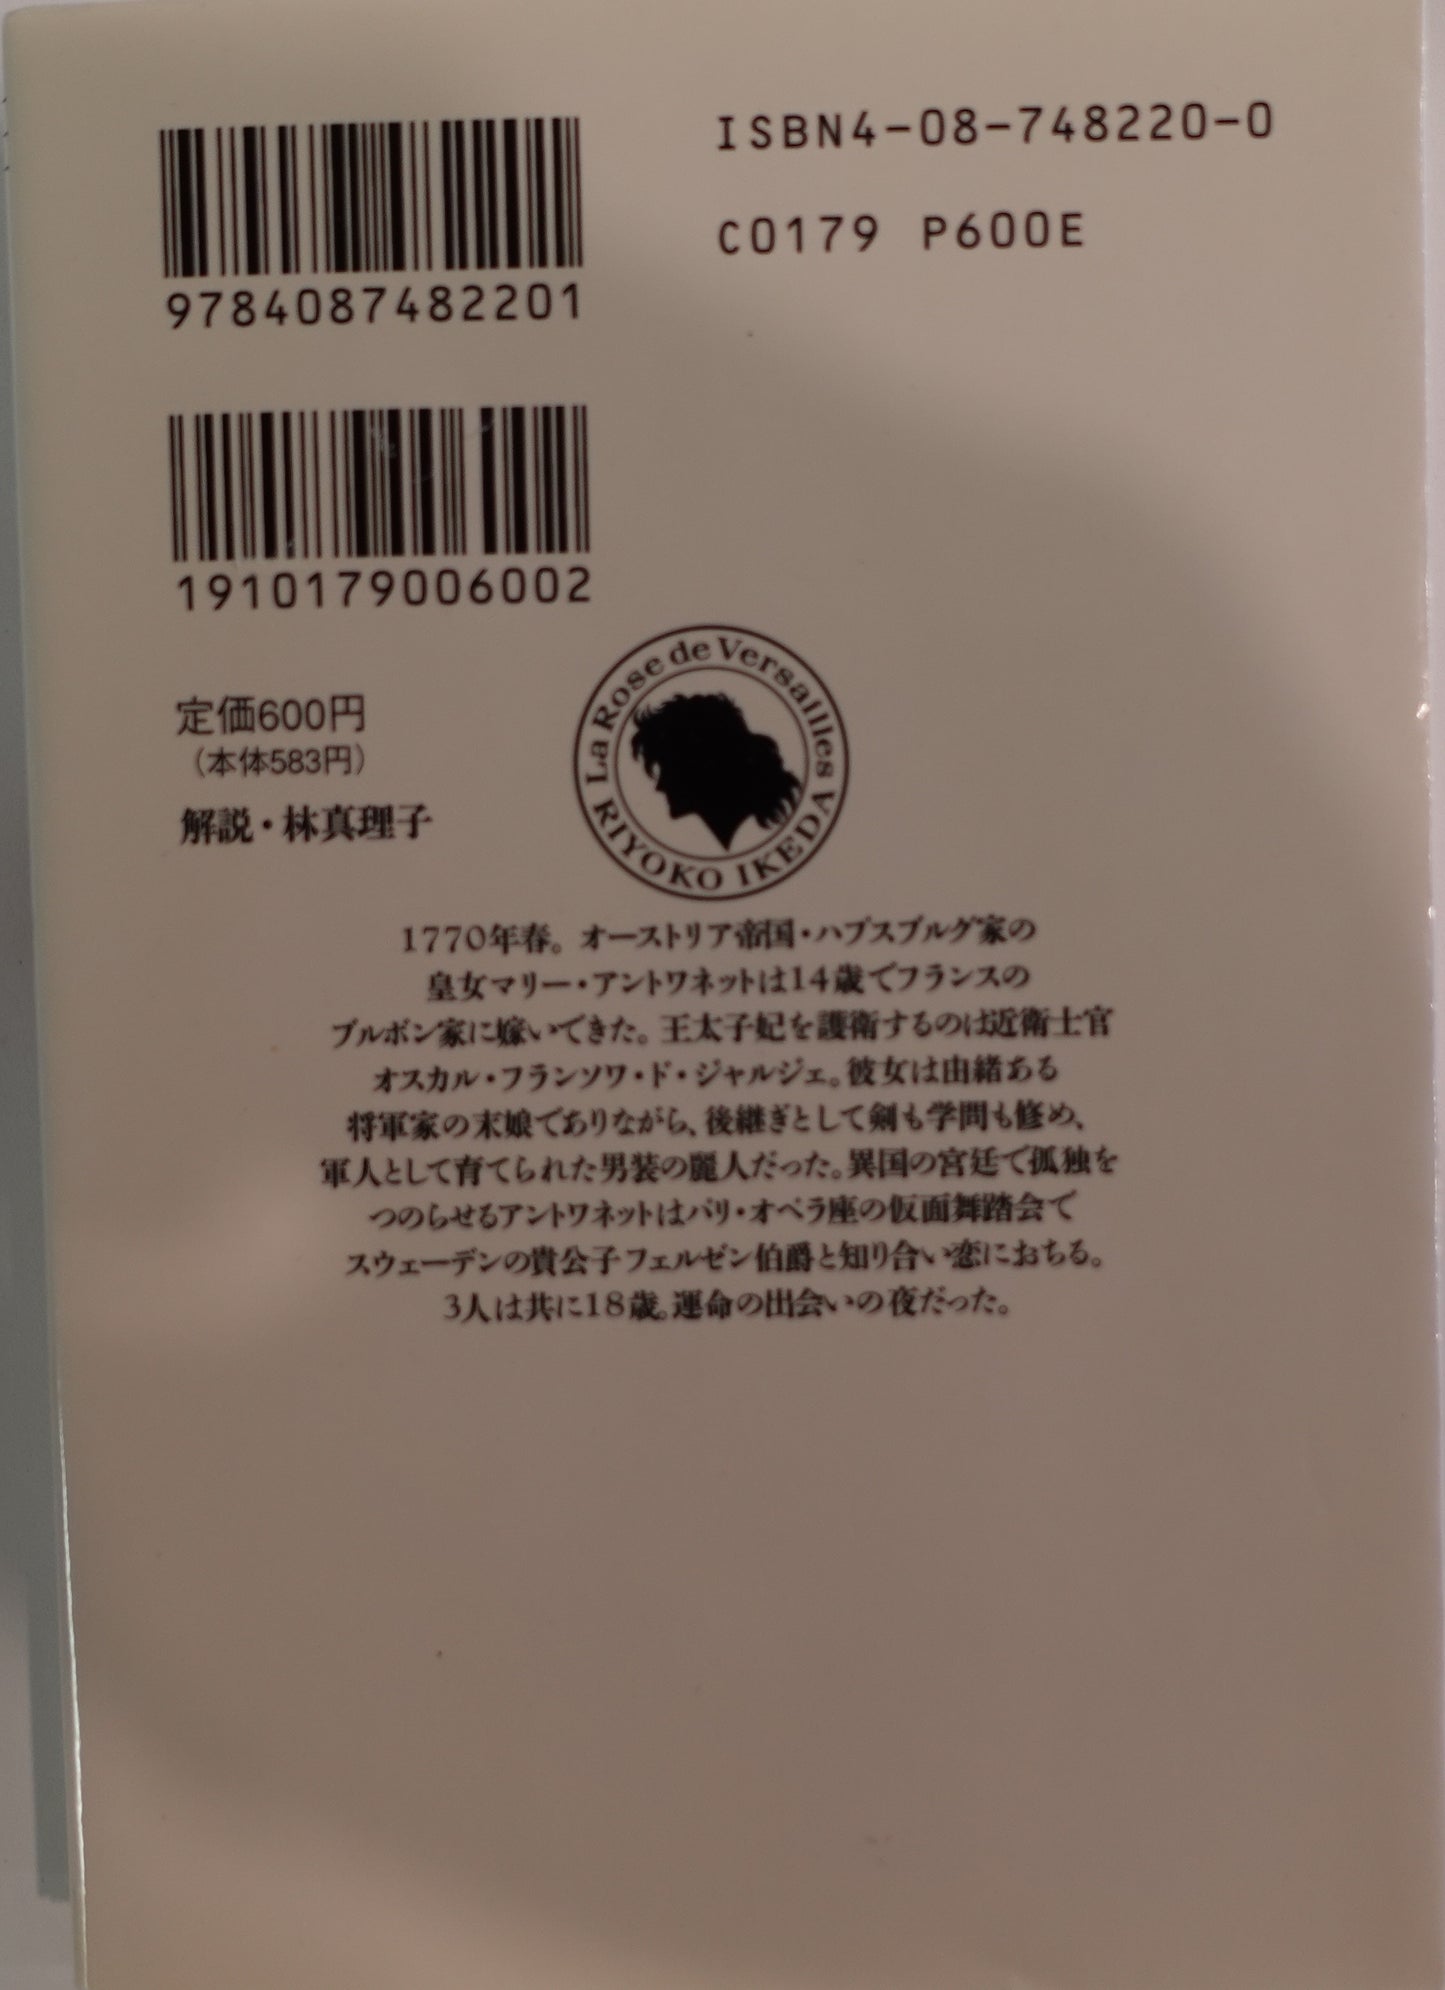 ISBN4-08-748220-0
C0179 P600E
9784087482201
1910179006002
定価600円
(本体583円)
解説・林真理子
La Rose de Versailles
RIYOKO IKEDA
1770年春。オーストリア帝国・ハプスブルグ家の
皇女マリー・アントワネットは14歳でフランスの
ブルボン家に嫁いできた。王太子妃を護衛するのは近衛士官
オスカル・フランソワ・ド・ジャルジェ。彼女は由緒ある
将軍家の末娘でありながら、後継ぎとして剣も学問も修め、
軍人として育てられた男装の麗人だった。異国の宮廷で孤独を
つのらせるアントワネットはパリ・オペラ座の仮面舞踏会で
スウェーデンの貴公子フェルゼン伯爵と知り合い恋におちる。
3人は共に18歳。運命の出会いの夜だった。